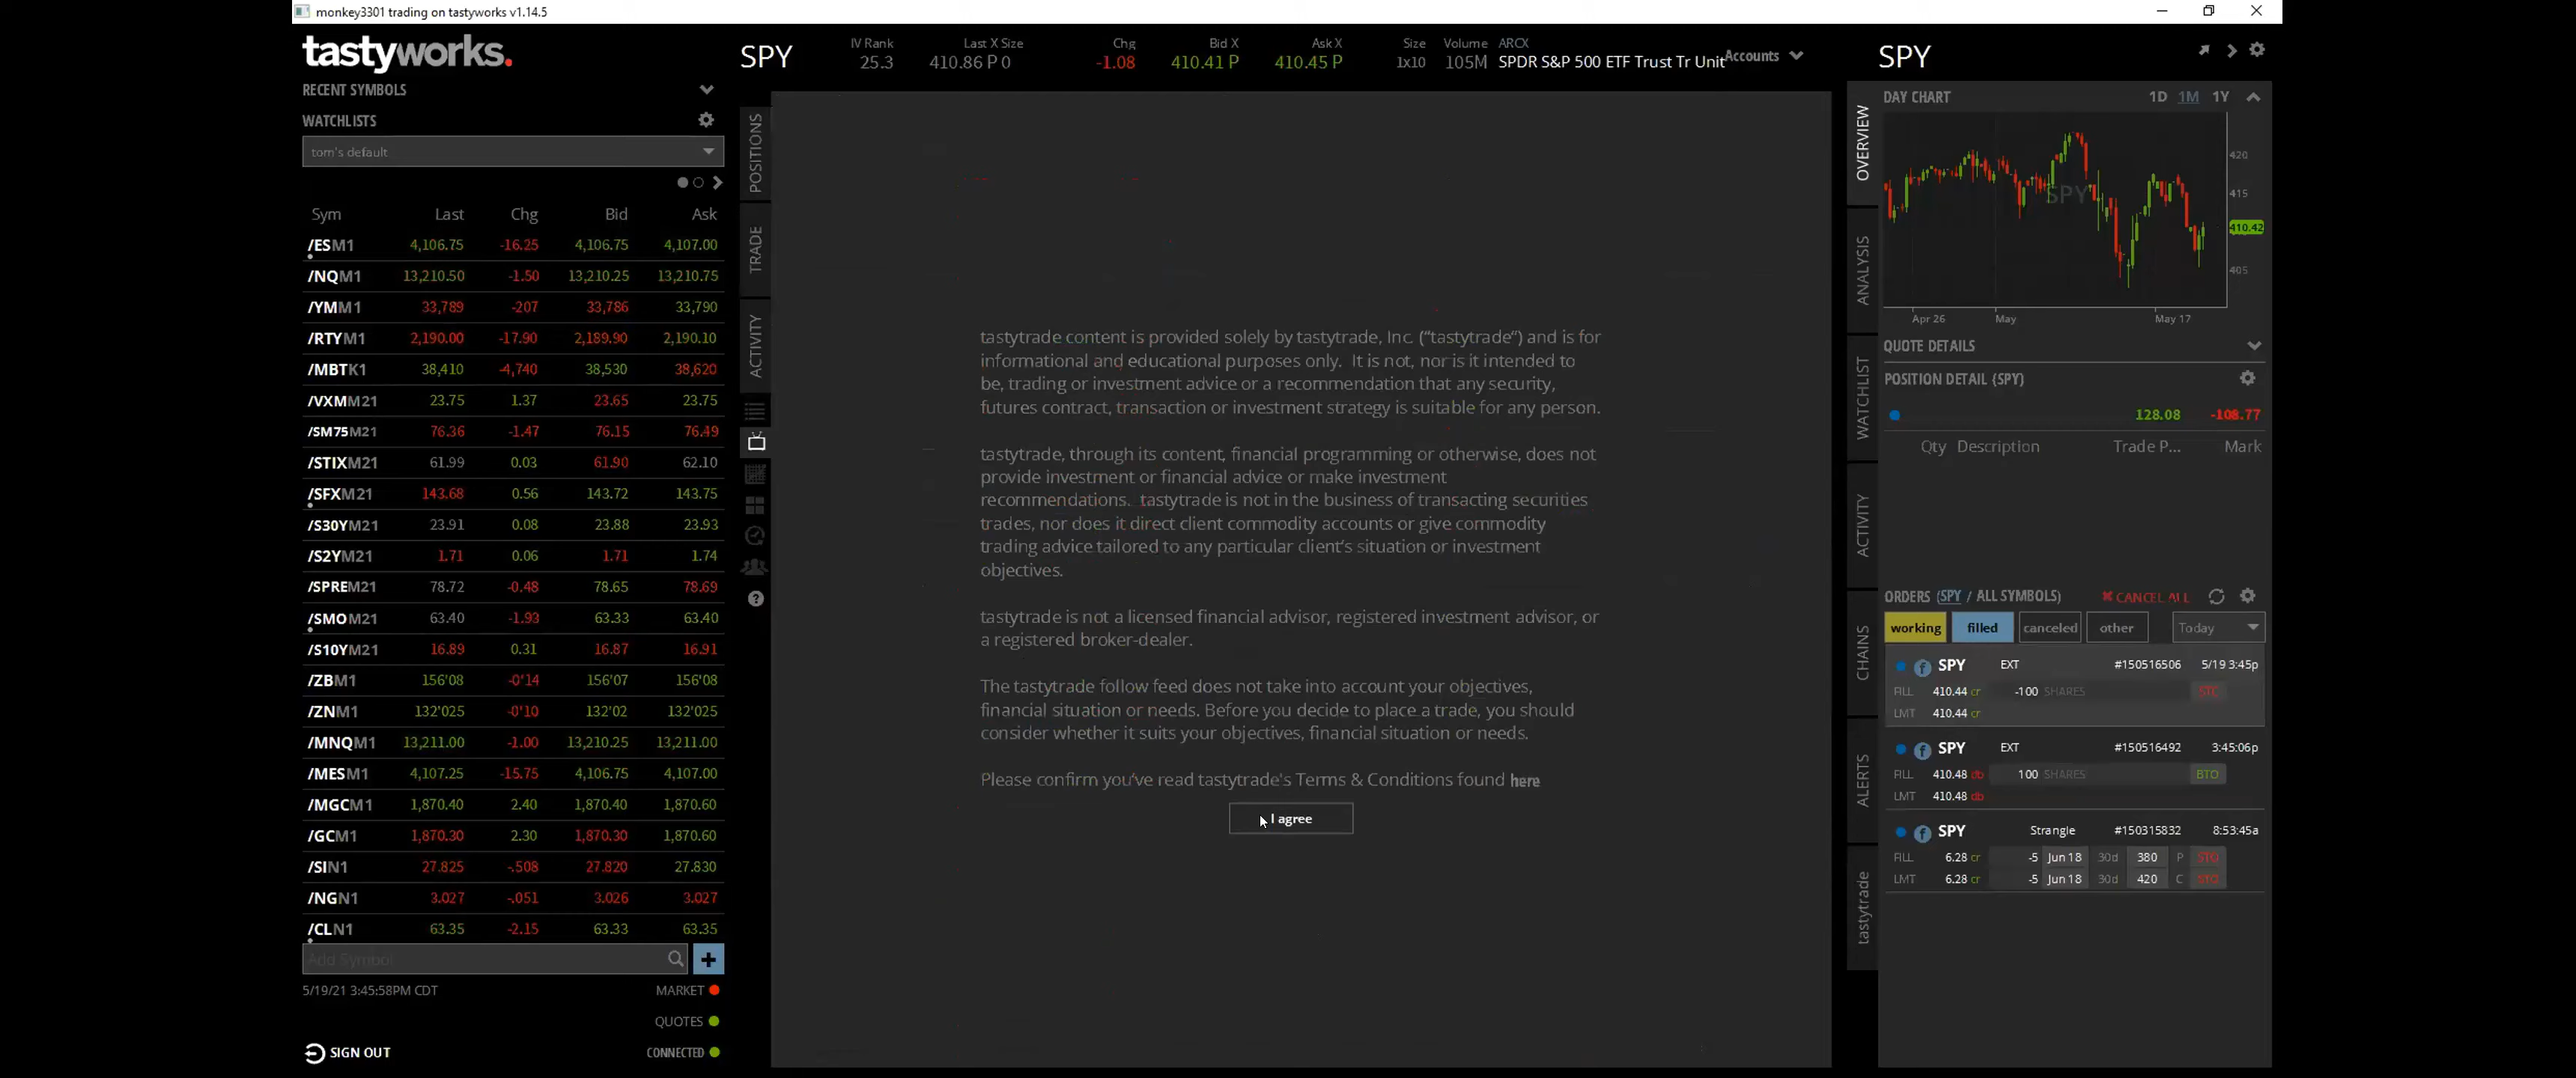 monkey3301 trading on tastyworks v1.14.5
tastyworks.
RECENT SYMBOLS
WATCHLISTS
tom's default
Sym Last Chg Bid Ask
/ESM1 4,106.75 -16.25 4,106.75 4,107.00
/NQM1 13,210.50 -1.50 13,210.25 13,210.75
/YMM1 33,789 -207 33,786 33,790
/RTYM1 2,190.00 -17.90 2,189.90 2,190.10
/MBTK1 38,410 -4,740 38,530 38,620
/VXMM21 23.75 1.37 23.65 23.75
/SM75M21 76.36 -1.47 76.15 76.49
/STIXM21 61.99 0.03 61.90 62.10
/SFXM21 143.68 0.56 143.72 143.75
/S30YM21 23.91 0.08 23.88 23.93
/S2YM21 1.71 0.06 1.71 1.74
/SPREM21 78.72 -0.48 78.65 78.69
/SMOM21 63.40 -1.93 63.33 63.40
/S10YM21 16.89 0.31 16.87 16.91
/ZBM1 156'08 -0'14 156'07 156'08
/ZNM1 132'025 -0'10 132'02 132'025
/MNQM1 13,211.00 -1.00 13,210.25 13,211.00
/MESM1 4,107.25 -15.75 4,106.75 4,107.00
/MGCM1 1,870.40 2.40 1,870.40 1,870.60
/GCM1 1,870.30 2.30 1,870.30 1,870.60
/SIN1 27.825 -.508 27.820 27.830
/NGN1 3.027 -.051 3.026 3.027
/CLN1 63.35 -2.15 63.33 63.35
Add Symbol
5/19/21 3:45:58PM CDT MARKET
QUOTES
SIGN OUT CONNECTED
SPY
IV Rank Last X Size Chg Bid X Ask X Size Volume ARCX
25.3 410.86 P 0 -1.08 410.41 P 410.45 P 1x10 105M SPDR S&P 500 ETF Trust Tr Unit
Accounts
POSITIONS
TRADE
ACTIVITY
tastytrade content is provided solely by tastytrade, Inc. (“tastytrade“) and is for
informational and educational purposes only. It is not, nor is it intended to
be, trading or investment advice or a recommendation that any security,
futures contract, transaction or investment strategy is suitable for any person.
tastytrade, through its content, financial programming or otherwise, does not
provide investment or financial advice or make investment
recommendations. tastytrade is not in the business of transacting securities
trades, nor does it direct client commodity accounts or give commodity
trading advice tailored to any particular client's situation or investment
objectives.
tastytrade is not a licensed financial advisor, registered investment advisor, or
a registered broker-dealer.
The tastytrade follow feed does not take into account your objectives,
financial situation or needs. Before you decide to place a trade, you should
consider whether it suits your objectives, financial situation or needs.
Please confirm you've read tastytrade's Terms & Conditions found here
I agree
OVERVIEW
ANALYSIS
WATCHLIST
ACTIVITY
CHAINS
ALERTS
tastytrade
SPY
DAY CHART 1D 1M 1Y
SPY
420
415
410.42
405
Apr 26 May May 17
QUOTE DETAILS
POSITION DETAIL (SPY)
128.08 -108.77
Qty Description Trade P... Mark
ORDERS (SPY / ALL SYMBOLS) CANCEL ALL
working filled canceled other Today
f SPY EXT #150516506 5/19 3:45p
FILL 410.44 cr -100 SHARES STC
LMT 410.44 cr
f SPY EXT #150516492 3:45:06p
FILL 410.48 db 100 SHARES BTO
LMT 410.48 db
f SPY Strangle #150315832 8:53:45a
FILL 6.28 cr -5 Jun 18 30d 380 P STO
LMT 6.28 cr -5 Jun 18 30d 420 C STO